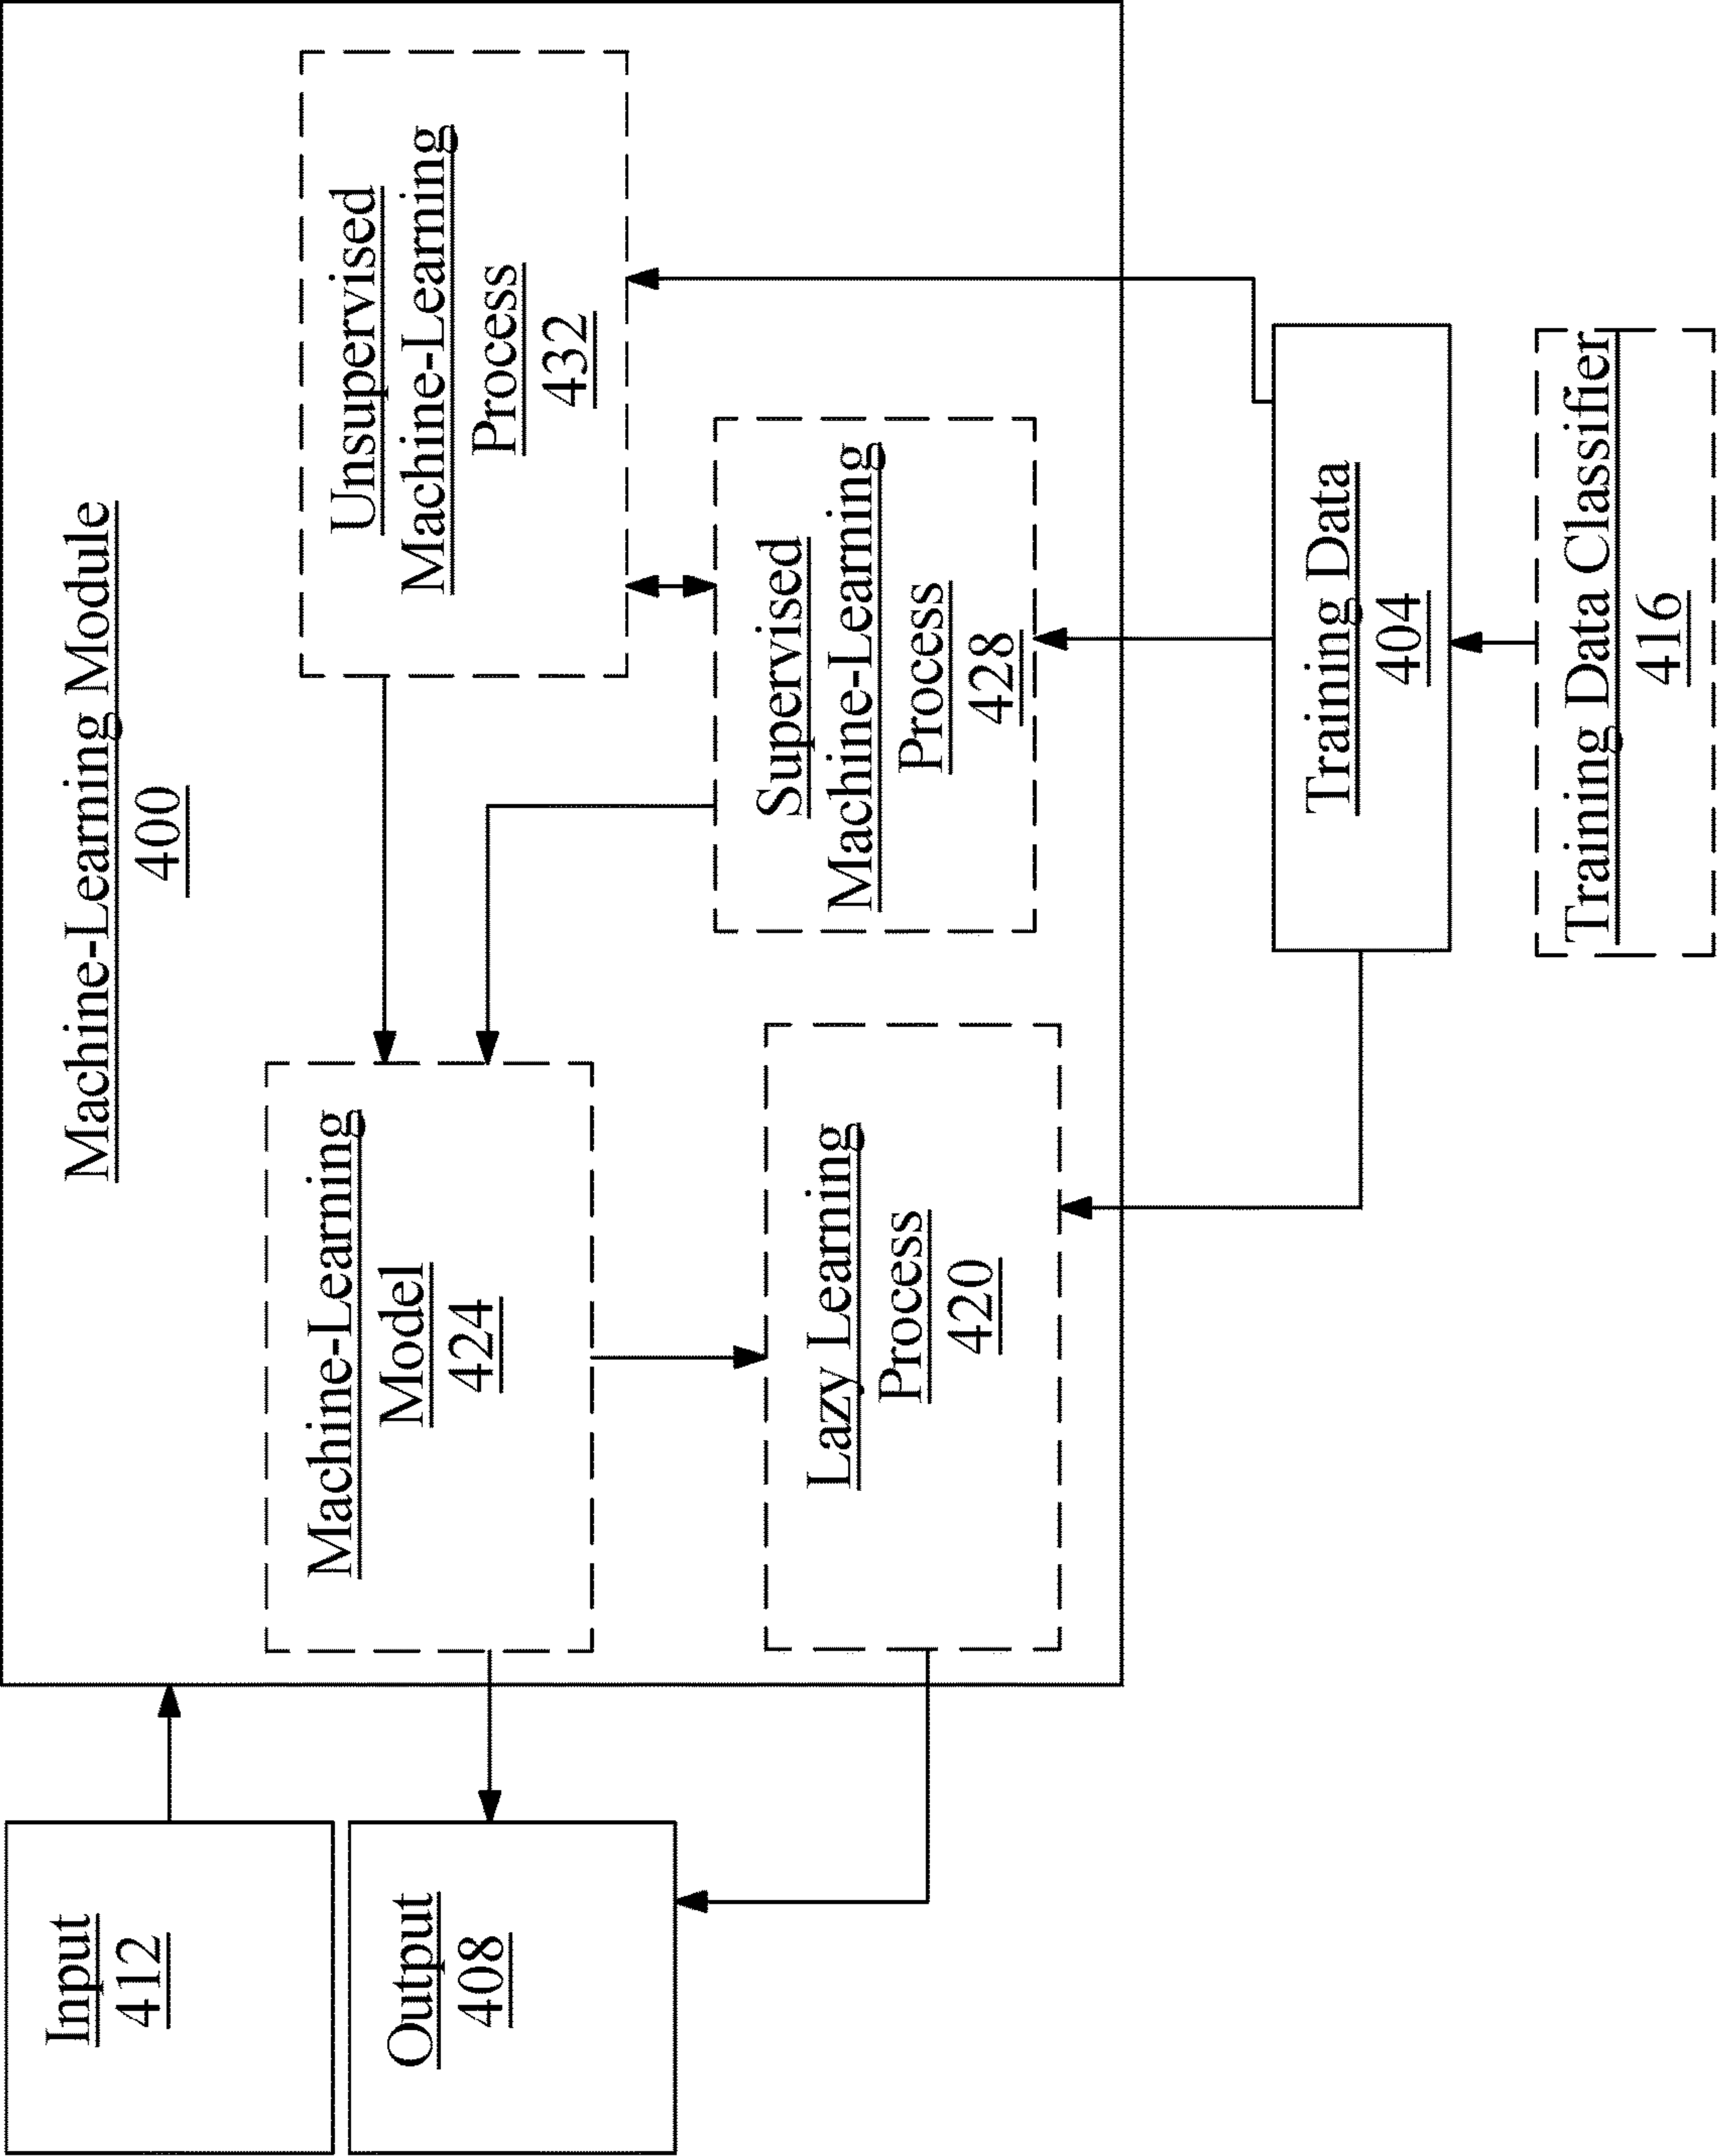 Machine-Learning Module
400
Input
412
Output
408
Machine-Learning
Model
424
Unsupervised
Machine-Learning
Process
432
Lazy Learning
Process
420
Supervised
Machine-Learning
Process
428
Training Data
404
Training Data Classifier
416